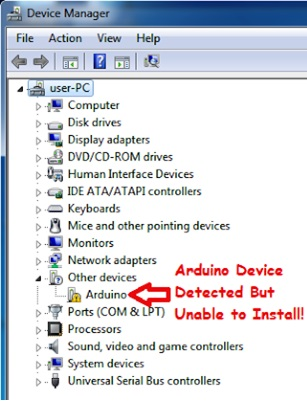 Device Manager
File Action View Help
user-PC
Computer
Disk drives
Display adapters
DVD/CD-ROM drives
Human Interface Devices
IDE ATA/ATAPI controllers
Keyboards
Mice and other pointing devices
Monitors
Network adapters
Other devices
Arduino
Ports (COM & LPT)
Processors
Sound, video and game controllers
System devices
Universal Serial Bus controllers
Arduino Device
Detected But
Unable to Install!